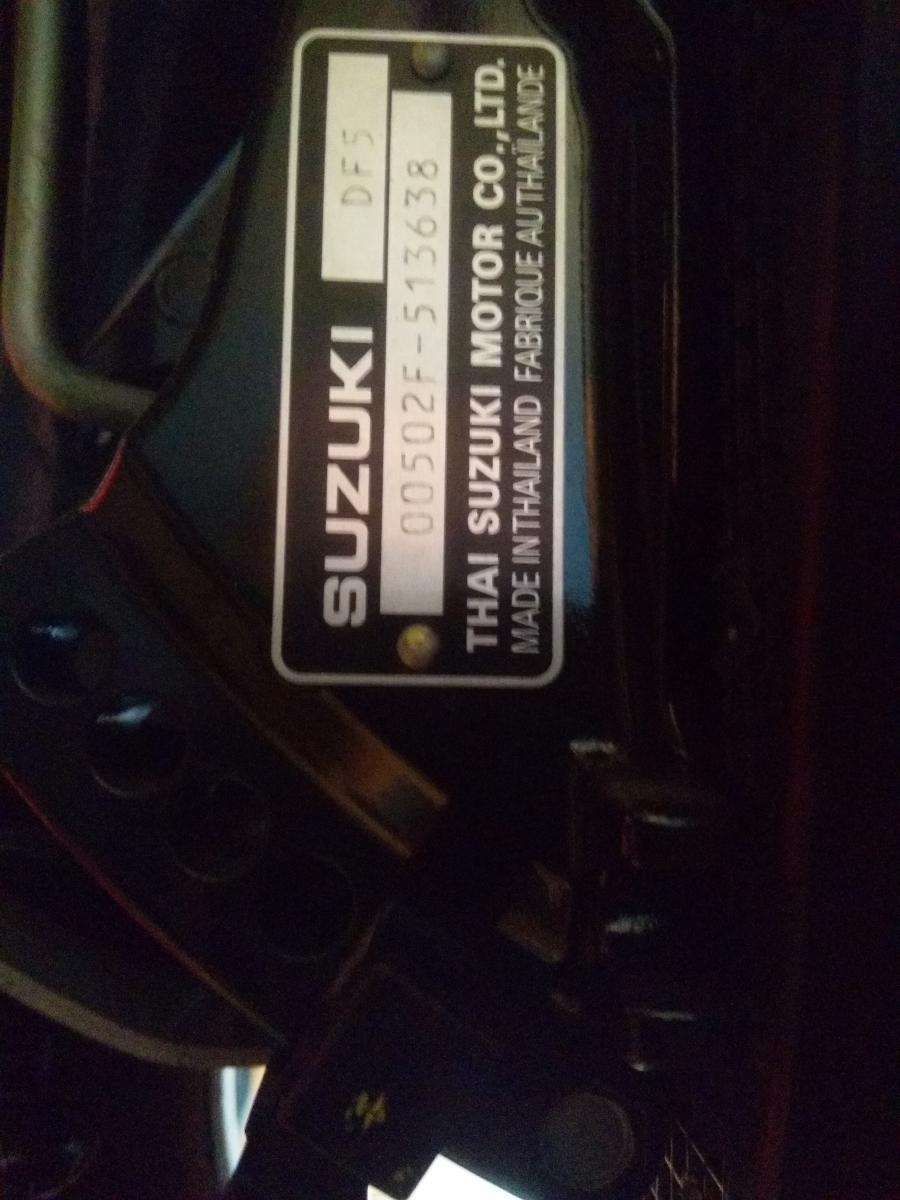 SUZUKI DF5
00502F-513638
THAI SUZUKI MOTOR CO.,LTD.
MADE IN THAILAND FABRIQUE AU THAÏLANDE